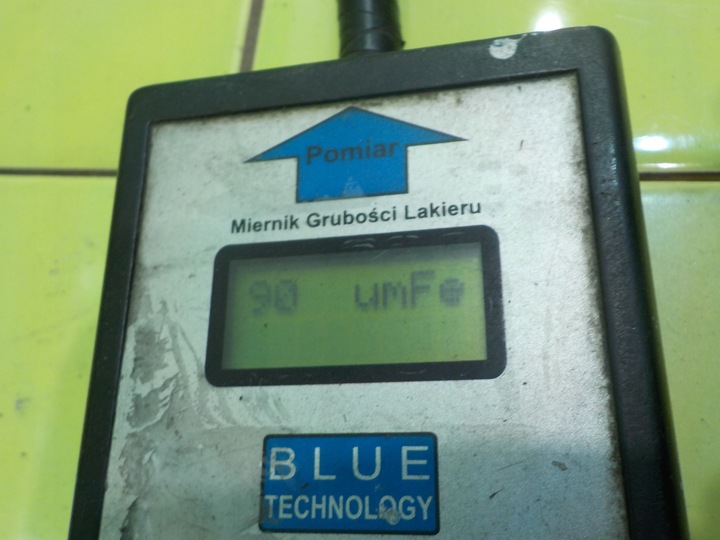 Pomiar
Miernik Grubości Lakieru
90 umFe
BLUE
TECHNOLOGY